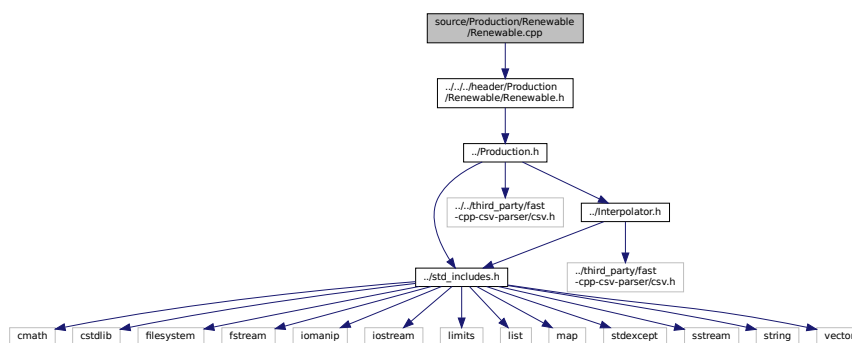 source/Production/Renewable
/Renewable.cpp
../../../header/Production
/Renewable/Renewable.h
../Production.h
../../third_party/fast
-cpp-csv-parser/csv.h
../Interpolator.h
../third_party/fast
-cpp-csv-parser/csv.h
../std_includes.h
cmath
cstdlib
filesystem
fstream
iomanip
iostream
limits
list
map
stdexcept
sstream
string
vector